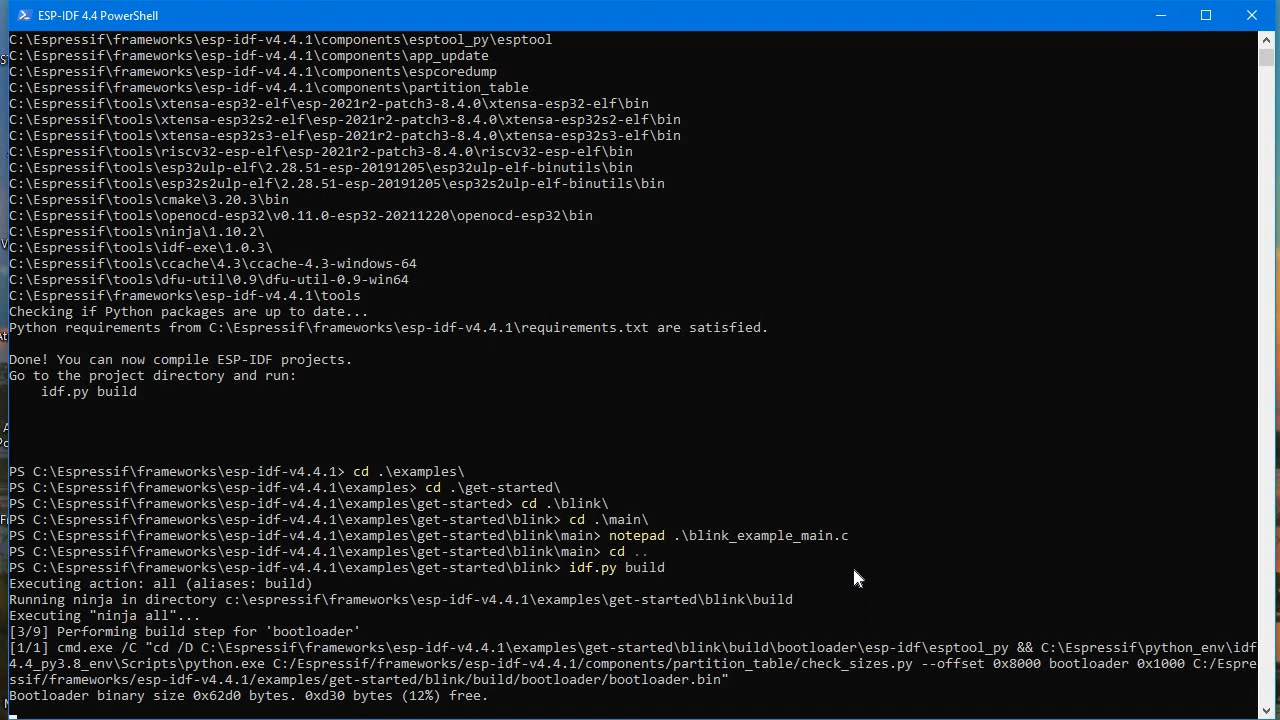 ESP-IDF 4.4 PowerShell
C:\Espressif\frameworks\esp-idf-v4.4.1\components\esptool_py\esptool
C:\Espressif\frameworks\esp-idf-v4.4.1\components\app_update
C:\Espressif\frameworks\esp-idf-v4.4.1\components\espcoredump
C:\Espressif\frameworks\esp-idf-v4.4.1\components\partition_table
C:\Espressif\tools\xtensa-esp32-elf\esp-2021r2-patch3-8.4.0\xtensa-esp32-elf\bin
C:\Espressif\tools\xtensa-esp32s2-elf\esp-2021r2-patch3-8.4.0\xtensa-esp32s2-elf\bin
C:\Espressif\tools\xtensa-esp32s3-elf\esp-2021r2-patch3-8.4.0\xtensa-esp32s3-elf\bin
C:\Espressif\tools\riscv32-esp-elf\esp-2021r2-patch3-8.4.0\riscv32-esp-elf\bin
C:\Espressif\tools\esp32ulp-elf\2.28.51-esp-20191205\esp32ulp-elf-binutils\bin
C:\Espressif\tools\esp32s2ulp-elf\2.28.51-esp-20191205\esp32s2ulp-elf-binutils\bin
C:\Espressif\tools\cmake\3.20.3\bin
C:\Espressif\tools\openocd-esp32\v0.11.0-esp32-20211220\openocd-esp32\bin
C:\Espressif\tools\ninja\1.10.2\
C:\Espressif\tools\idf-exe\1.0.3\
C:\Espressif\tools\ccache\4.3\ccache-4.3-windows-64
C:\Espressif\tools\dfu-util\0.9\dfu-util-0.9-win64
C:\Espressif\frameworks\esp-idf-v4.4.1\tools
Checking if Python packages are up to date...
Python requirements from C:\Espressif\frameworks\esp-idf-v4.4.1\requirements.txt are satisfied.
Done! You can now compile ESP-IDF projects.
Go to the project directory and run:
idf.py build
PS C:\Espressif\frameworks\esp-idf-v4.4.1> cd .\examples\
PS C:\Espressif\frameworks\esp-idf-v4.4.1\examples> cd .\get-started\
PS C:\Espressif\frameworks\esp-idf-v4.4.1\examples\get-started> cd .\blink\
PS C:\Espressif\frameworks\esp-idf-v4.4.1\examples\get-started\blink> cd .\main\
PS C:\Espressif\frameworks\esp-idf-v4.4.1\examples\get-started\blink\main> notepad .\blink_example_main.c
PS C:\Espressif\frameworks\esp-idf-v4.4.1\examples\get-started\blink\main> cd ..
PS C:\Espressif\frameworks\esp-idf-v4.4.1\examples\get-started\blink> idf.py build
Executing action: all (aliases: build)
Running ninja in directory c:\espressif\frameworks\esp-idf-v4.4.1\examples\get-started\blink\build
Executing "ninja all"...
[3/9] Performing build step for 'bootloader'
[1/1] cmd.exe /C "cd /D C:\Espressif\frameworks\esp-idf-v4.4.1\examples\get-started\blink\build\bootloader\esp-idf\esptool_py && C:\Espressif\python_env\idf
4.4_py3.8_env\Scripts\python.exe C:/Espressif/frameworks/esp-idf-v4.4.1/components/partition_table/check_sizes.py --offset 0x8000 bootloader 0x1000 C:/Espre
ssif/frameworks/esp-idf-v4.4.1/examples/get-started/blink/build/bootloader/bootloader.bin"
Bootloader binary size 0x62d0 bytes. 0xd30 bytes (12%) free.